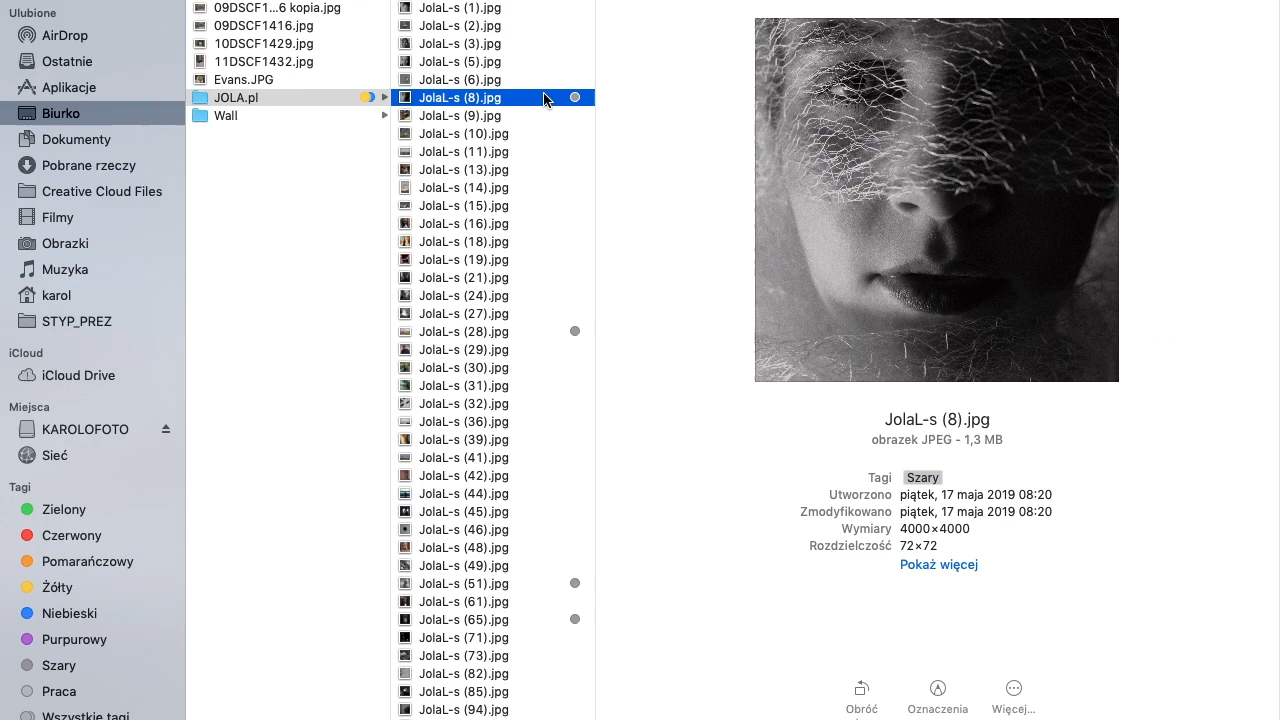 Ulubione
AirDrop
Ostatnie
Aplikacje
Biurko
Dokumenty
Pobrane rzeczy
Creative Cloud Files
Filmy
Obrazki
Muzyka
karol
STYP_PREZ
iCloud
iCloud Drive
Miejsca
KAROLOFOTO
Sieć
Tagi
Zielony
Czerwony
Pomarańczowy
Żółty
Niebieski
Purpurowy
Szary
Praca
Wszystkie tagi
09DSCF1...6 kopia.jpg
09DSCF1416.jpg
10DSCF1429.jpg
11DSCF1432.jpg
Evans.JPG
JOLA.pl
Wall
JolaL-s (1).jpg
JolaL-s (2).jpg
JolaL-s (3).jpg
JolaL-s (5).jpg
JolaL-s (6).jpg
JolaL-s (8).jpg
JolaL-s (9).jpg
JolaL-s (10).jpg
JolaL-s (11).jpg
JolaL-s (13).jpg
JolaL-s (14).jpg
JolaL-s (15).jpg
JolaL-s (16).jpg
JolaL-s (18).jpg
JolaL-s (19).jpg
JolaL-s (21).jpg
JolaL-s (24).jpg
JolaL-s (27).jpg
JolaL-s (28).jpg
JolaL-s (29).jpg
JolaL-s (30).jpg
JolaL-s (31).jpg
JolaL-s (32).jpg
JolaL-s (36).jpg
JolaL-s (39).jpg
JolaL-s (41).jpg
JolaL-s (42).jpg
JolaL-s (44).jpg
JolaL-s (45).jpg
JolaL-s (46).jpg
JolaL-s (48).jpg
JolaL-s (49).jpg
JolaL-s (51).jpg
JolaL-s (61).jpg
JolaL-s (65).jpg
JolaL-s (71).jpg
JolaL-s (73).jpg
JolaL-s (82).jpg
JolaL-s (85).jpg
JolaL-s (94).jpg
JolaL-s (8).jpg
obrazek JPEG - 1,3 MB
Tagi Szary
Utworzono piątek, 17 maja 2019 08:20
Zmodyfikowano piątek, 17 maja 2019 08:20
Wymiary 4000×4000
Rozdzielczość 72×72
Pokaż więcej
Obróć
Oznaczenia
Więcej...